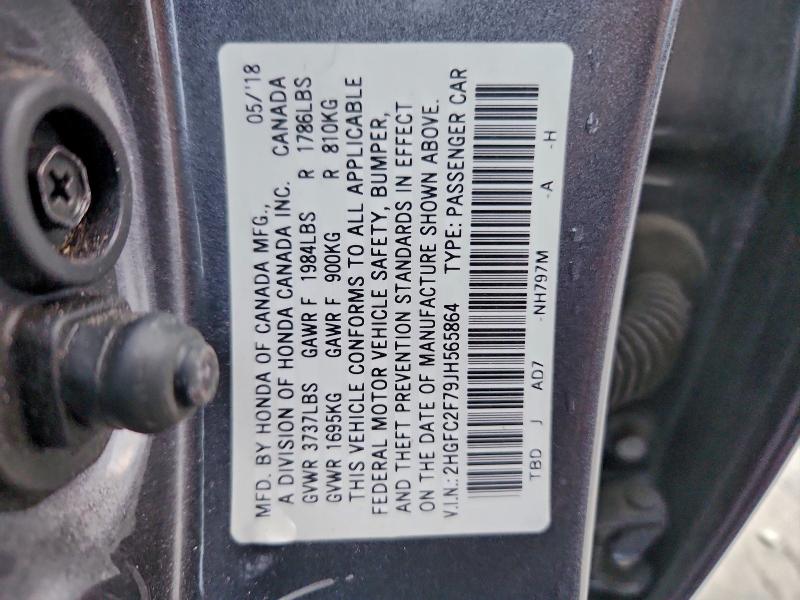 MFD. BY HONDA OF CANADA MFG., 05/'18
A DIVISION OF HONDA CANADA INC. CANADA
GVWR 3737LBS GAWR F 1984LBS R 1786LBS
GVWR 1695KG GAWR F 900KG R 810KG
THIS VEHICLE CONFORMS TO ALL APPLICABLE
FEDERAL MOTOR VEHICLE SAFETY, BUMPER,
AND THEFT PREVENTION STANDARDS IN EFFECT
ON THE DATE OF MANUFACTURE SHOWN ABOVE.
V.I.N.: 2HGFC2F79JH565864 TYPE: PASSENGER CAR
TBD J AD7 -NH797M -A -H